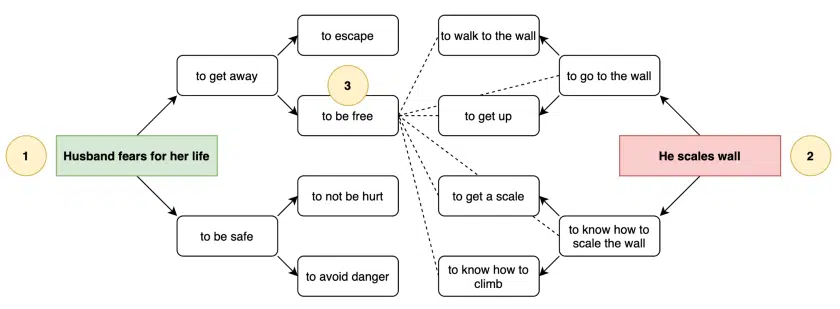 to escape
to walk to the wall
to get away
to go to the wall
3
to be free
to get up
1
Husband fears for her life
He scales wall
2
to not be hurt
to get a scale
to be safe
to know how to
scale the wall
to avoid danger
to know how to
climb